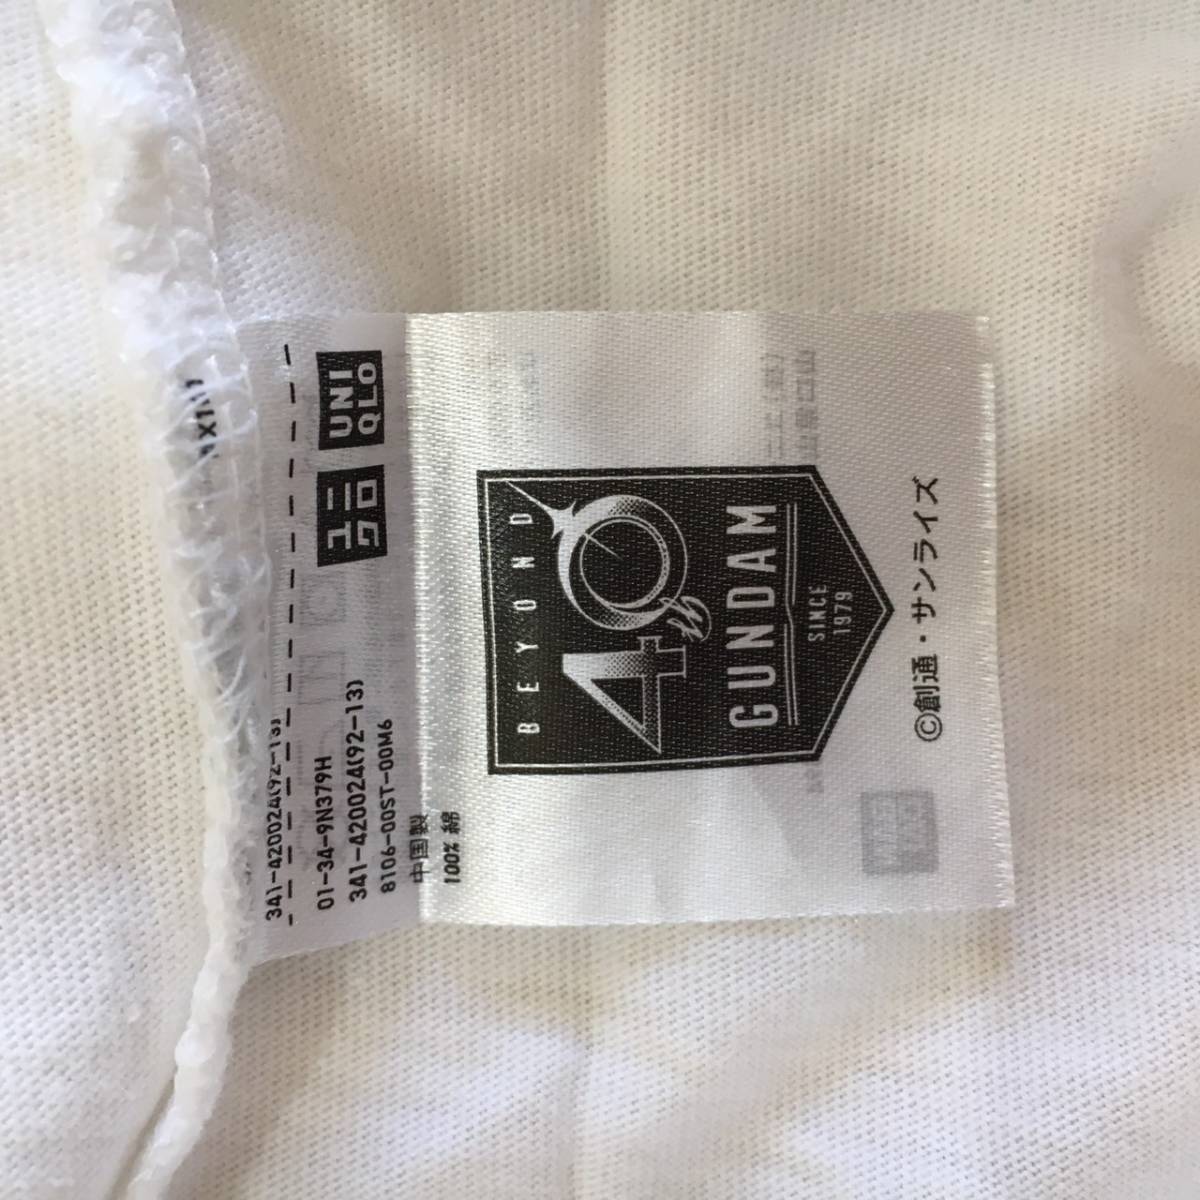 341-420024(92-13)
ユニ
クロ
UNI
QLO
01-34-9N379H
341-420024(92-13)
8106-00ST-00M6
中国製
100% 綿
BEYOND
40
GUNDAM
SINCE
1979
©創通・サンライズ